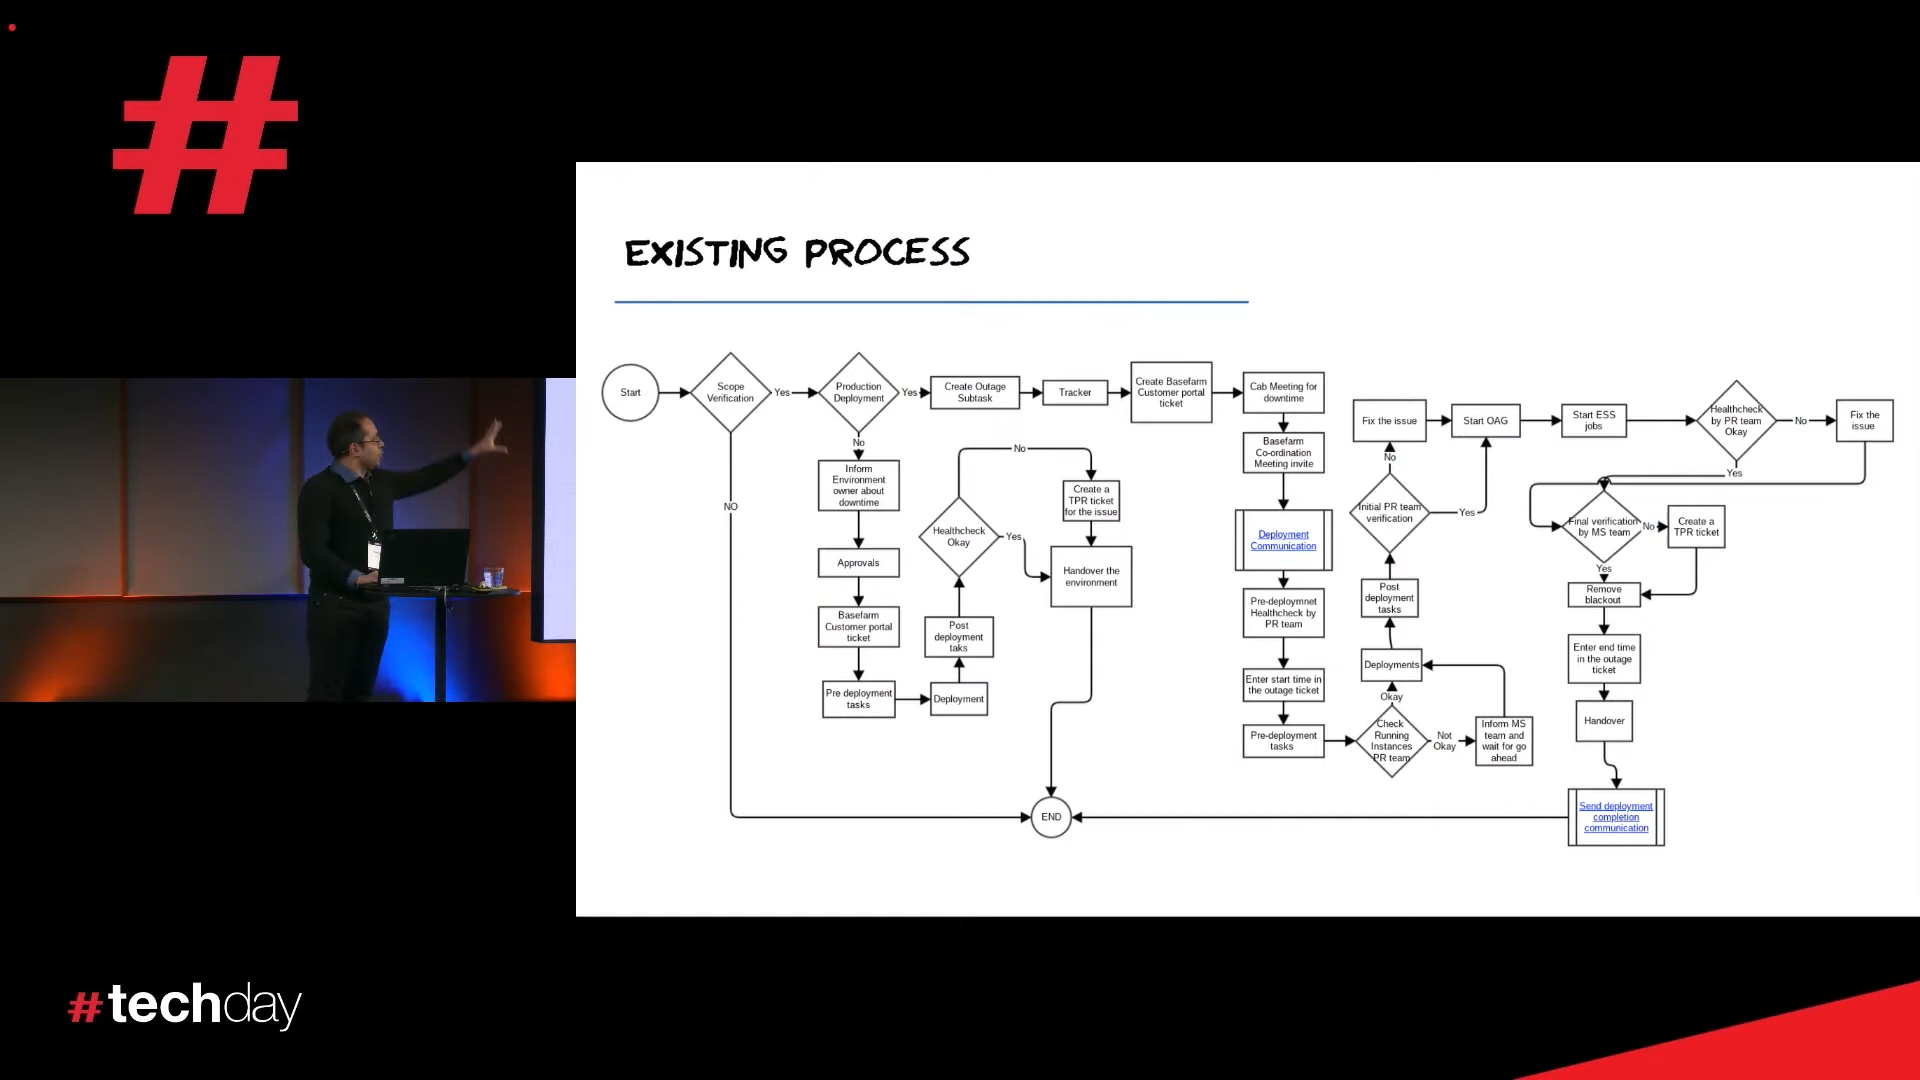 #
EXISTING PROCESS
Start
Scope
Verification
Yes
NO
Production
Deployment
Yes
No
Create Outage
Subtask
Tracker
Create Basefarm
Customer portal
ticket
Cab Meeting for
downtime
Inform
Environment
owner about
downtime
Approvals
Basefarm
Customer portal
ticket
Pre deployment
tasks
Deployment
Post
deployment
taks
Healthcheck
Okay
No
Yes
Create a
TPR ticket
for the issue
Handover the
environment
Basefarm
Co-ordination
Meeting invite
Deployment
Communication
Pre-deploymnet
Healthcheck by
PR team
Enter start time in
the outage ticket
Pre-deployment
tasks
Check
Running
Instances
PR team
Not
Okay
Inform MS
team and
wait for go
ahead
Okay
Deployments
Post
deployment
tasks
Initial PR team
verification
No
Yes
Fix the issue
Start OAG
Start ESS
jobs
Healthcheck
by PR team
Okay
No
Fix the
issue
Yes
Final verification
by MS team
No
Create a
TPR ticket
Yes
Remove
blackout
Enter end time
in the outage
ticket
Handover
Send deployment
completion
communication
END
#techday